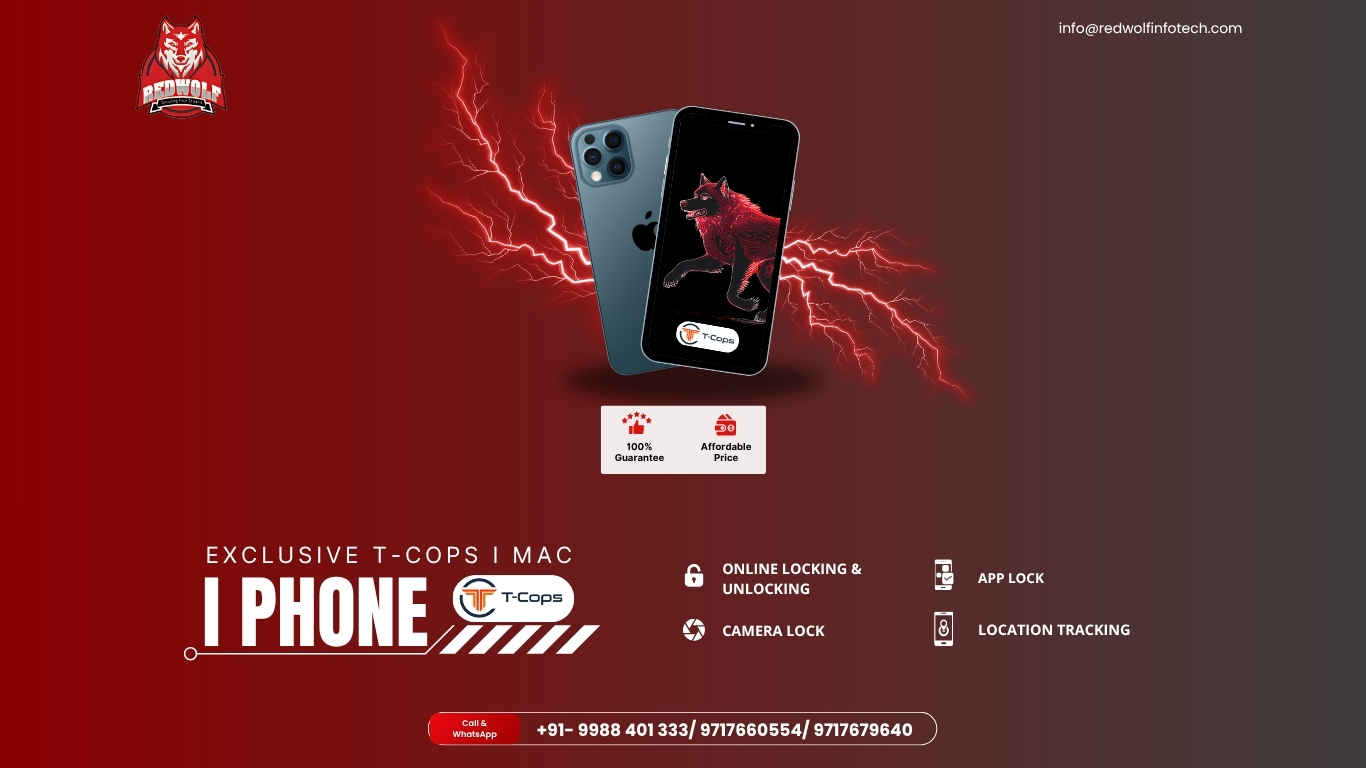 REDWOLF
info@redwolfinfotech.com
T-Cops
100%
Guarantee
Affordable
Price
EXCLUSIVE T-COPS I MAC
I PHONE
T-Cops
ONLINE LOCKING &
UNLOCKING
APP LOCK
CAMERA LOCK
LOCATION TRACKING
Call &
WhatsApp
+91- 9988 401 333/ 9717660554/ 9717679640